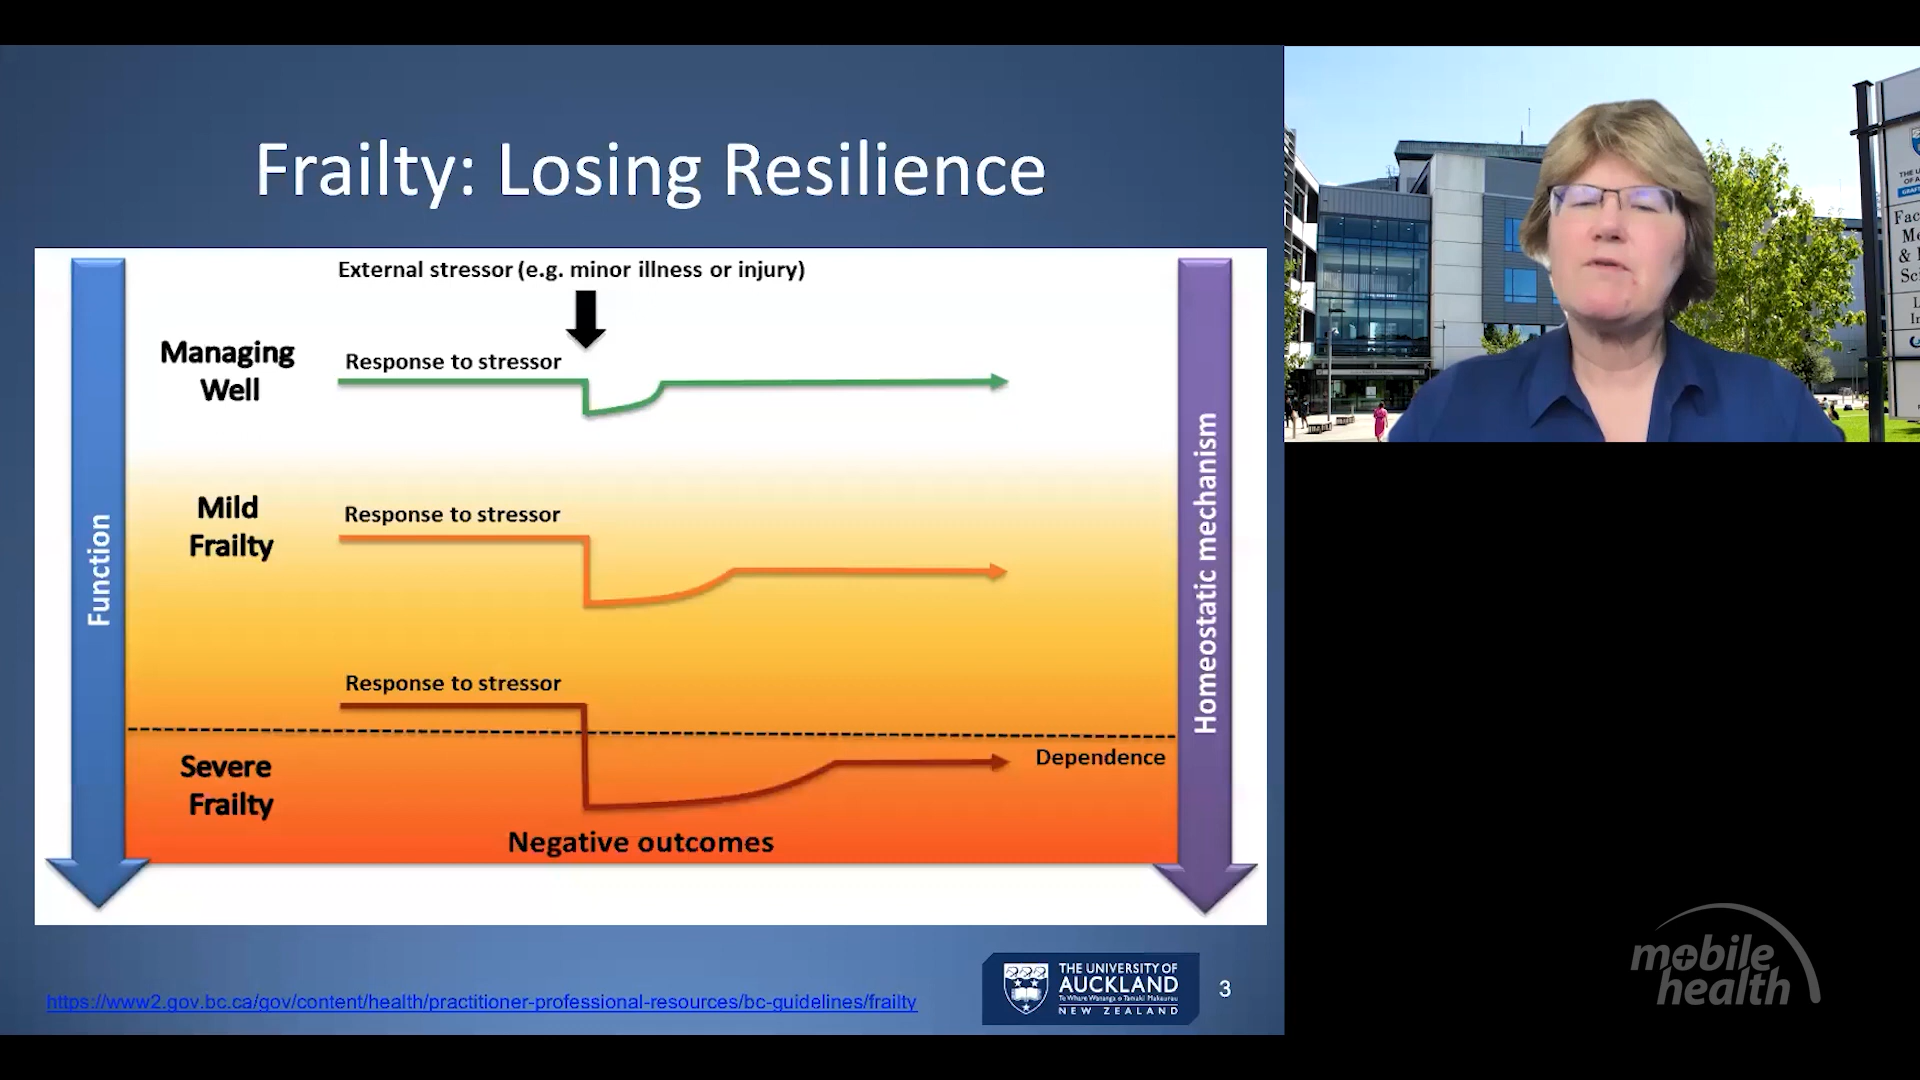 Frailty: Losing Resilience
External stressor (e.g. minor illness or injury)
Managing
Well
Response to stressor
Mild
Frailty
Response to stressor
Response to stressor
Dependence
Severe
Frailty
Negative outcomes
Function
Homeostatic mechanism
https://www2.gov.bc.ca/gov/content/health/practitioner-professional-resources/bc-guidelines/frailty
THE UNIVERSITY OF
AUCKLAND
Te Whare Wānanga o Tāmaki Makaurau
NEW ZEALAND
3
mobile
health